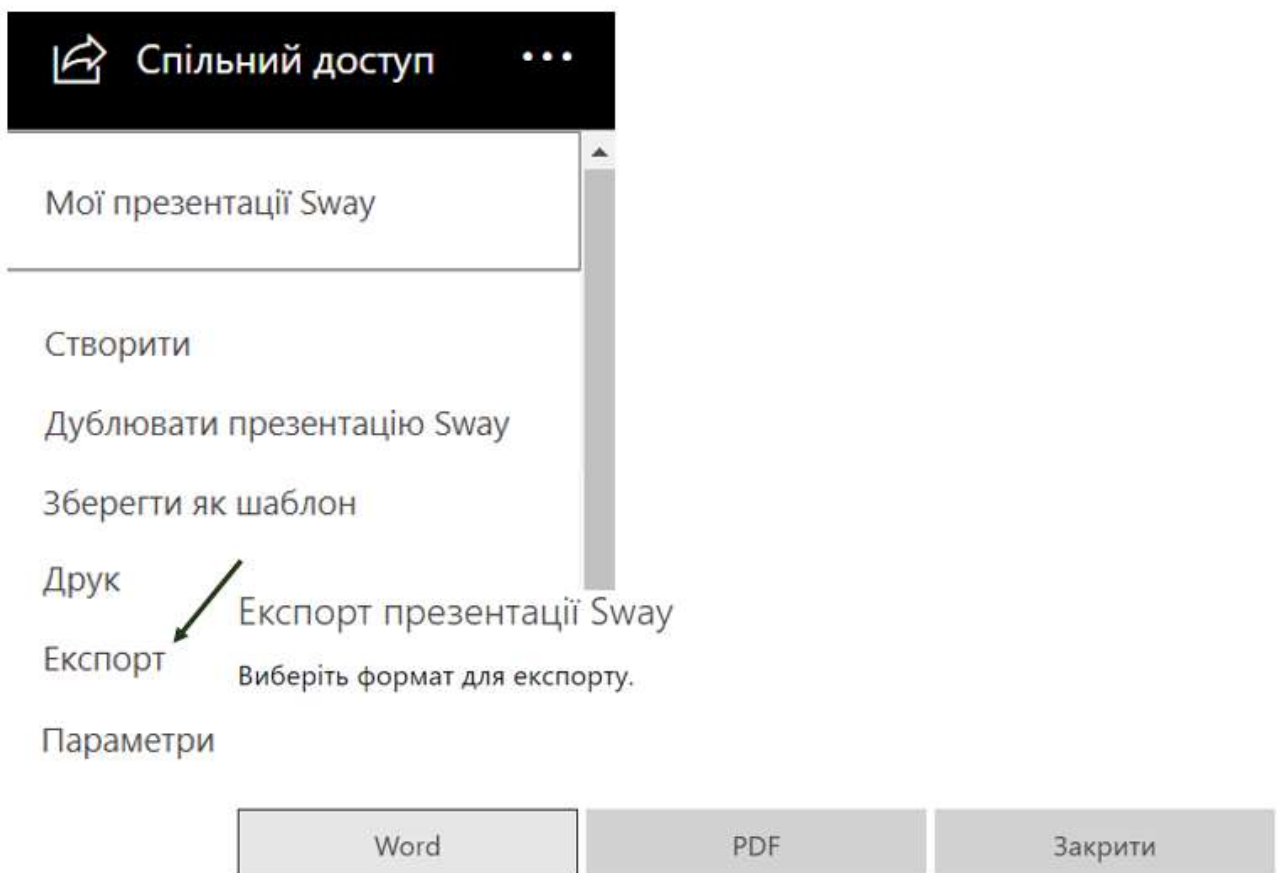 Спільний доступ
Мої презентації Sway
Створити
Дублювати презентацію Sway
Зберегти як шаблон
Друк
Експорт
Параметри
Експорт презентації Sway
Виберіть формат для експорту.
Word
PDF
Закрити